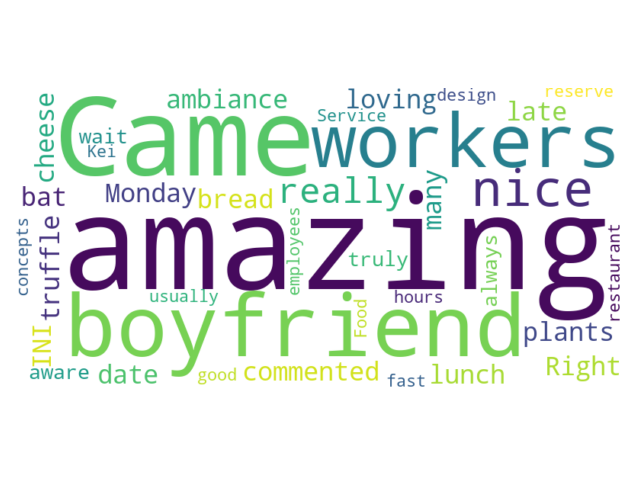 cheese
ambiance
loving
design
reserve
late
Came
Service
workers
wait
Kei
bat
Monday
bread
really
many
nice
concepts
truffle
amazing
employees
truly
always
restaurant
usually
hours
INI
boyfriend
Food
plants
aware
date
good
commented
fast
lunch
Right